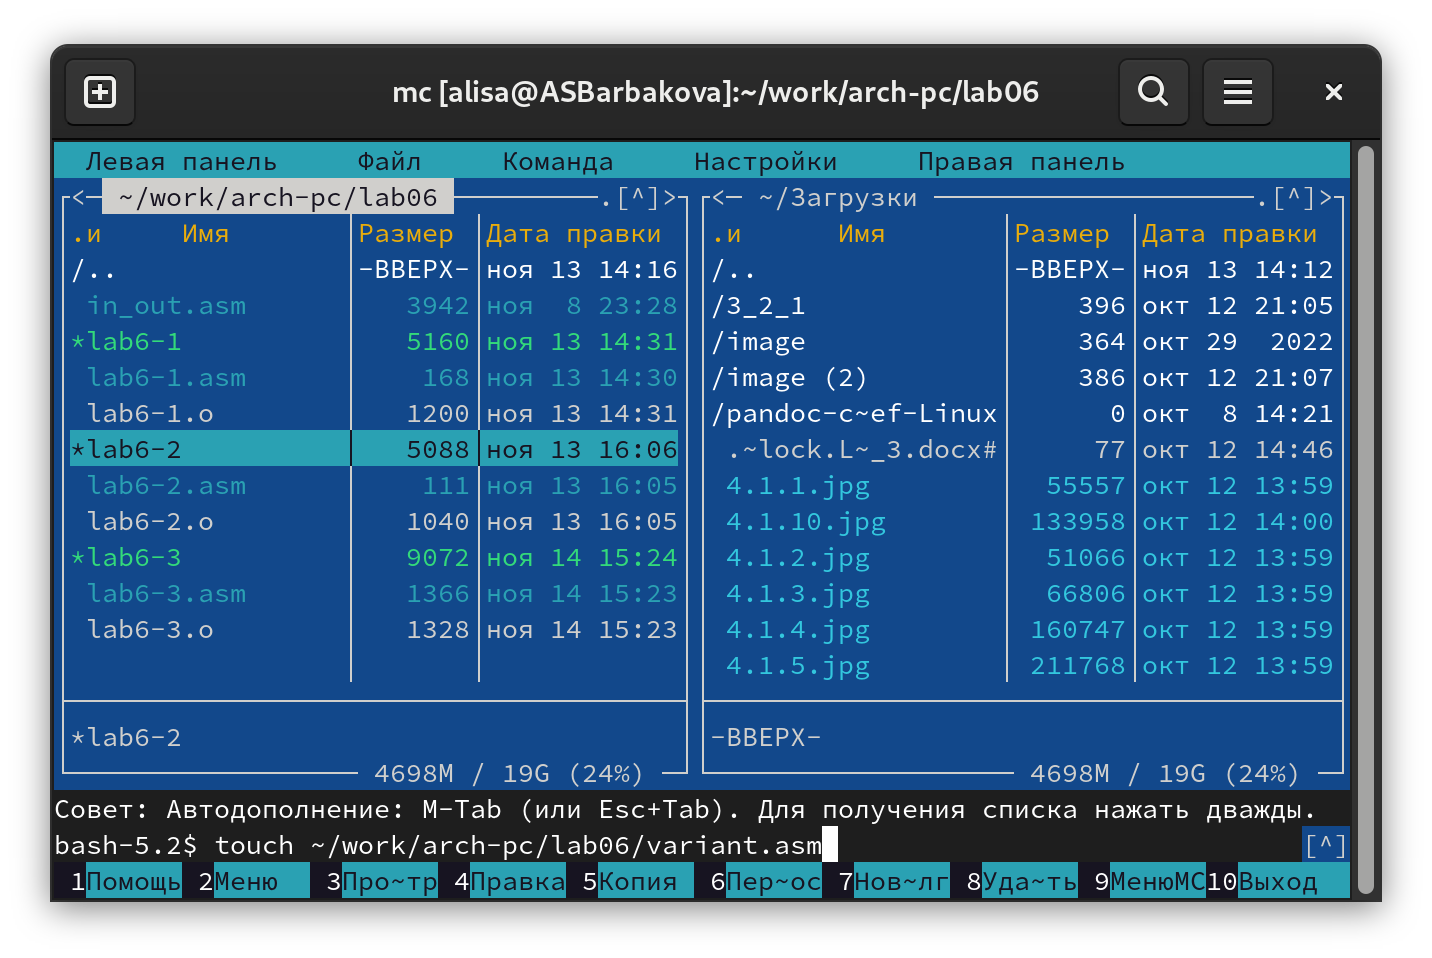 mc [alisa@ASBarbakova]:~/work/arch-pc/lab06
Левая панель Файл Команда Настройки Правая панель
<─ ~/work/arch-pc/lab06 ─.[^]> <─ ~/Загрузки ─.[^]>
.и Имя Размер Дата правки .и Имя Размер Дата правки
/.. -ВВЕРХ- ноя 13 14:16 /.. -ВВЕРХ- ноя 13 14:12
in_out.asm 3942 ноя 8 23:28 /3_2_1 396 окт 12 21:05
*lab6-1 5160 ноя 13 14:31 /image 364 окт 29 2022
lab6-1.asm 168 ноя 13 14:30 /image (2) 386 окт 12 21:07
lab6-1.o 1200 ноя 13 14:31 /pandoc-c~ef-Linux 0 окт 8 14:21
*lab6-2 5088 ноя 13 16:06 .~lock.L~_3.docx# 77 окт 12 14:46
lab6-2.asm 111 ноя 13 16:05 4.1.1.jpg 55557 окт 12 13:59
lab6-2.o 1040 ноя 13 16:05 4.1.10.jpg 133958 окт 12 14:00
*lab6-3 9072 ноя 14 15:24 4.1.2.jpg 51066 окт 12 13:59
lab6-3.asm 1366 ноя 14 15:23 4.1.3.jpg 66806 окт 12 13:59
lab6-3.o 1328 ноя 14 15:23 4.1.4.jpg 160747 окт 12 13:59
4.1.5.jpg 211768 окт 12 13:59
*lab6-2 -ВВЕРХ-
4698M / 19G (24%) 4698M / 19G (24%)
Совет: Автодополнение: M-Tab (или Esc+Tab). Для получения списка нажать дважды.
bash-5.2$ touch ~/work/arch-pc/lab06/variant.asm [^]
1Помощь 2Меню 3Про~тр 4Правка 5Копия 6Пер~ос 7Нов~лг 8Уда~ть 9МенюMC 10Выход